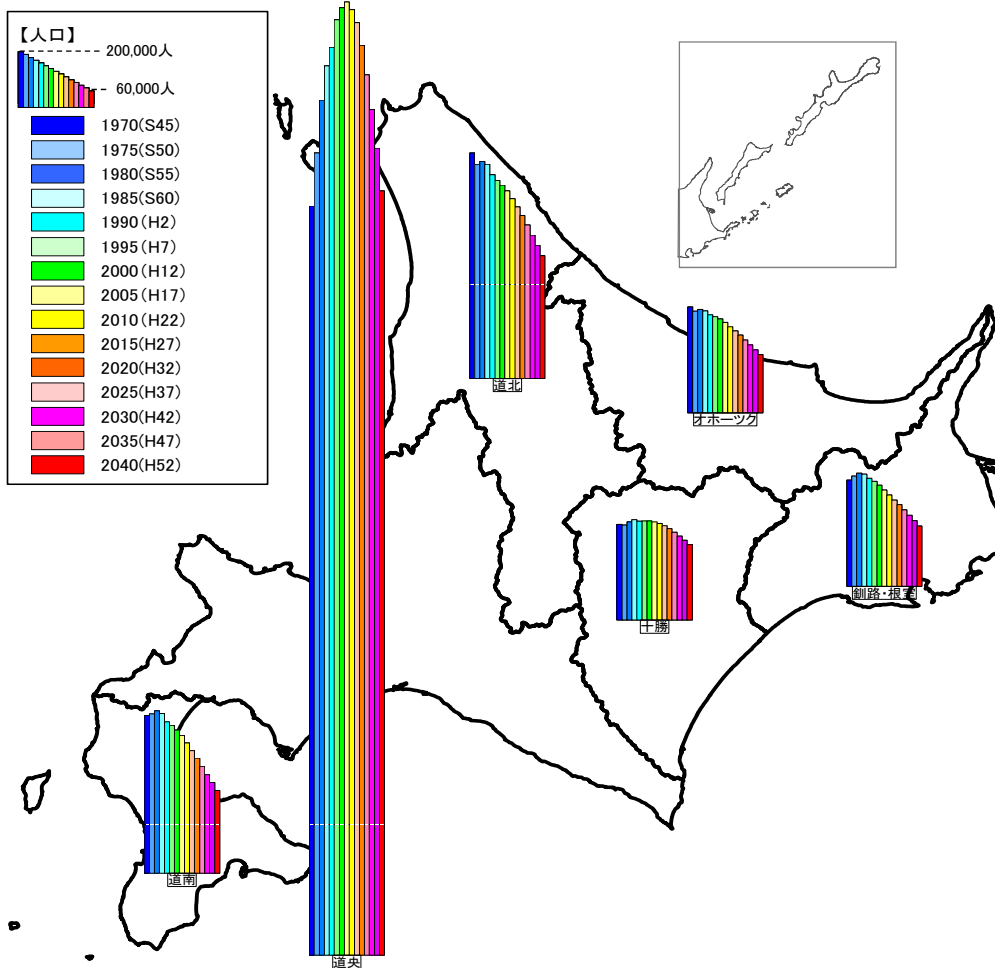 【人口】
200,000人
60,000人
1970(S45)
1975(S50)
1980(S55)
1985(S60)
1990(H2)
1995(H7)
2000(H12)
2005(H17)
2010(H22)
2015(H27)
2020(H32)
2025(H37)
2030(H42)
2035(H47)
2040(H52)
道北
オホーツク
釧路・根室
十勝
道南
道央